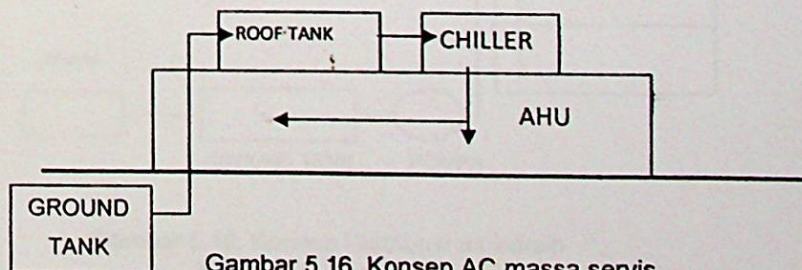 ROOF TANK
CHILLER
AHU
GROUND
TANK
Gambar 5.16. Konsep AC massa servis